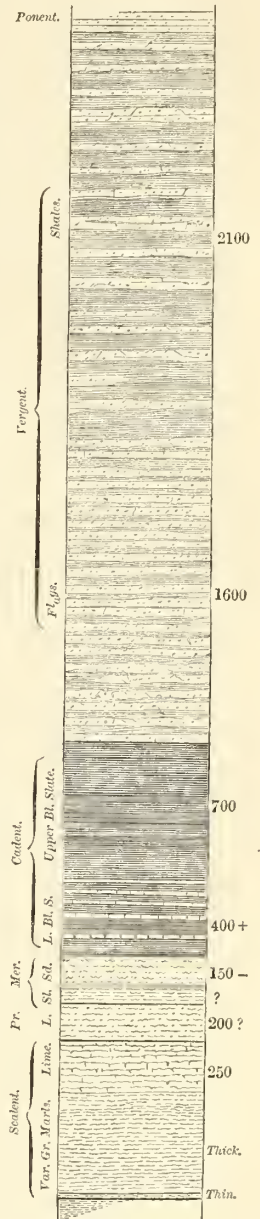 Ponent.
Shales.
2100
Vergent.
Flags.
1600
Upper Bl. Slate.
700
Cadent.
L. Bl. S.
400 +
Mer.
Sd.
150 –
Sl.
?
Pr.
L.
200 ?
Lime.
250
Scalent.
Var. Gr. Marls.
Thick.
Thin.